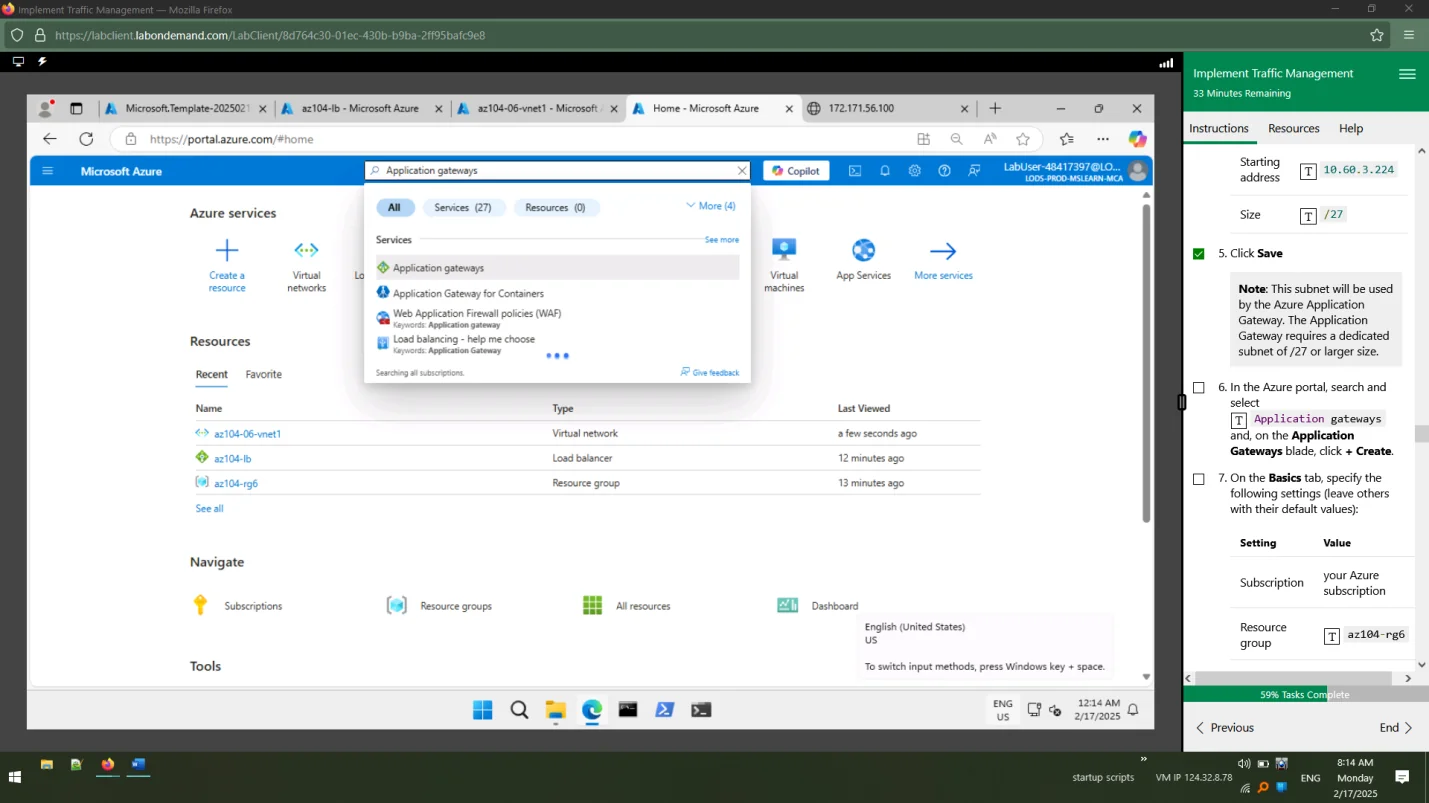 Implement Traffic Management — Mozilla Firefox
https://labclient.labondemand.com/LabClient/8d764c30-01ec-430b-b9ba-2ff95bafc9e8
Microsoft.Template-2025021
az104-lb - Microsoft Azure
az104-06-vnet1 - Microsoft A
Home - Microsoft Azure
172.171.56.100
https://portal.azure.com/#home
Microsoft Azure
Application gateways
Copilot
LabUser-48417397@LO...
LODS-PROD-MSLEARN-MCA
All
Services (27)
Resources (0)
More (4)
Services
See more
Application gateways
Application Gateway for Containers
Web Application Firewall policies (WAF)
Keywords: Application gateway
Load balancing - help me choose
Keywords: Application Gateway
Searching all subscriptions.
Give feedback
Azure services
Create a
resource
Virtual
networks
Lo
Virtual
machines
App Services
More services
Resources
Recent
Favorite
Name
Type
Last Viewed
az104-06-vnet1
Virtual network
a few seconds ago
az104-lb
Load balancer
12 minutes ago
az104-rg6
Resource group
13 minutes ago
See all
Navigate
Subscriptions
Resource groups
All resources
Dashboard
English (United States)
US
To switch input methods, press Windows key + space.
Tools
ENG
US
12:14 AM
2/17/2025
Implement Traffic Management
33 Minutes Remaining
Instructions
Resources
Help
Starting
address
T
10.60.3.224
Size
T
/27
5. Click Save
Note: This subnet will be used
by the Azure Application
Gateway. The Application
Gateway requires a dedicated
subnet of /27 or larger size.
6. In the Azure portal, search and
select
T Application gateways
and, on the Application
Gateways blade, click + Create.
7. On the Basics tab, specify the
following settings (leave others
with their default values):
Setting
Value
Subscription
your Azure
subscription
Resource
group
T
az104-rg6
59% Tasks Complete
Previous
End
startup scripts
VM IP 124.32.8.78
ENG
8:14 AM
Monday
2/17/2025